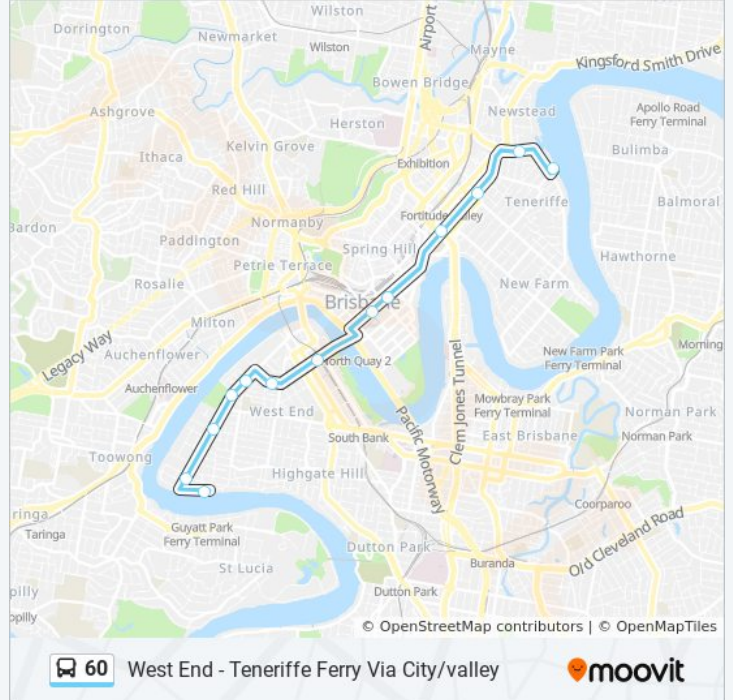 Wilston
Dorrington
Newmarket
Airport
Mayne
Wilston
Kingsford Smith Drive
Bowen Bridge
Ashgrove
Newstead
Apollo Road
Ferry Terminal
Herston
Kelvin Grove
Bulimba
Ithaca
Exhibition
Red Hill
Teneriffe
Balmoral
Normanby
Fortitude Valley
Bardon
Paddington
Spring Hill
Hawthorne
Petrie Terrace
Rosalie
New Farm
Brisbane
Milton
Legacy Way
Auchenflower
North Quay 2
New Farm Park
Ferry Terminal
Morning
Clem Jones Tunnel
Auchenflower
Mowbray Park
Ferry Terminal
West End
Norman Park
Pacific Motorway
South Bank
East Brisbane
Norman Park
Toowong
Highgate Hill
Coorparoo
ringa
Taringa
Guyatt Park
Ferry Terminal
Old Cleveland Road
Dutton Park
Buranda
St Lucia
pilly
Dutton Park
opilly
© OpenStreetMap contributors | © OpenMapTiles
60 West End - Teneriffe Ferry Via City/valley
moovit